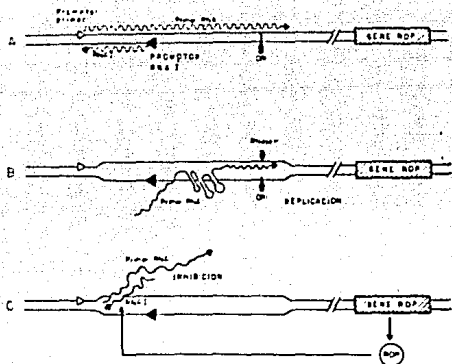 Promotor
primer
Primer RNA
A
GENE ROP
RNA I
PROMOTOR
RNA I
ORI
B
GENE ROP
ORI
Primer RNA
REPLICACION
Primer RNA
INHIBICION
C
RNA I
GENE ROP
ROP